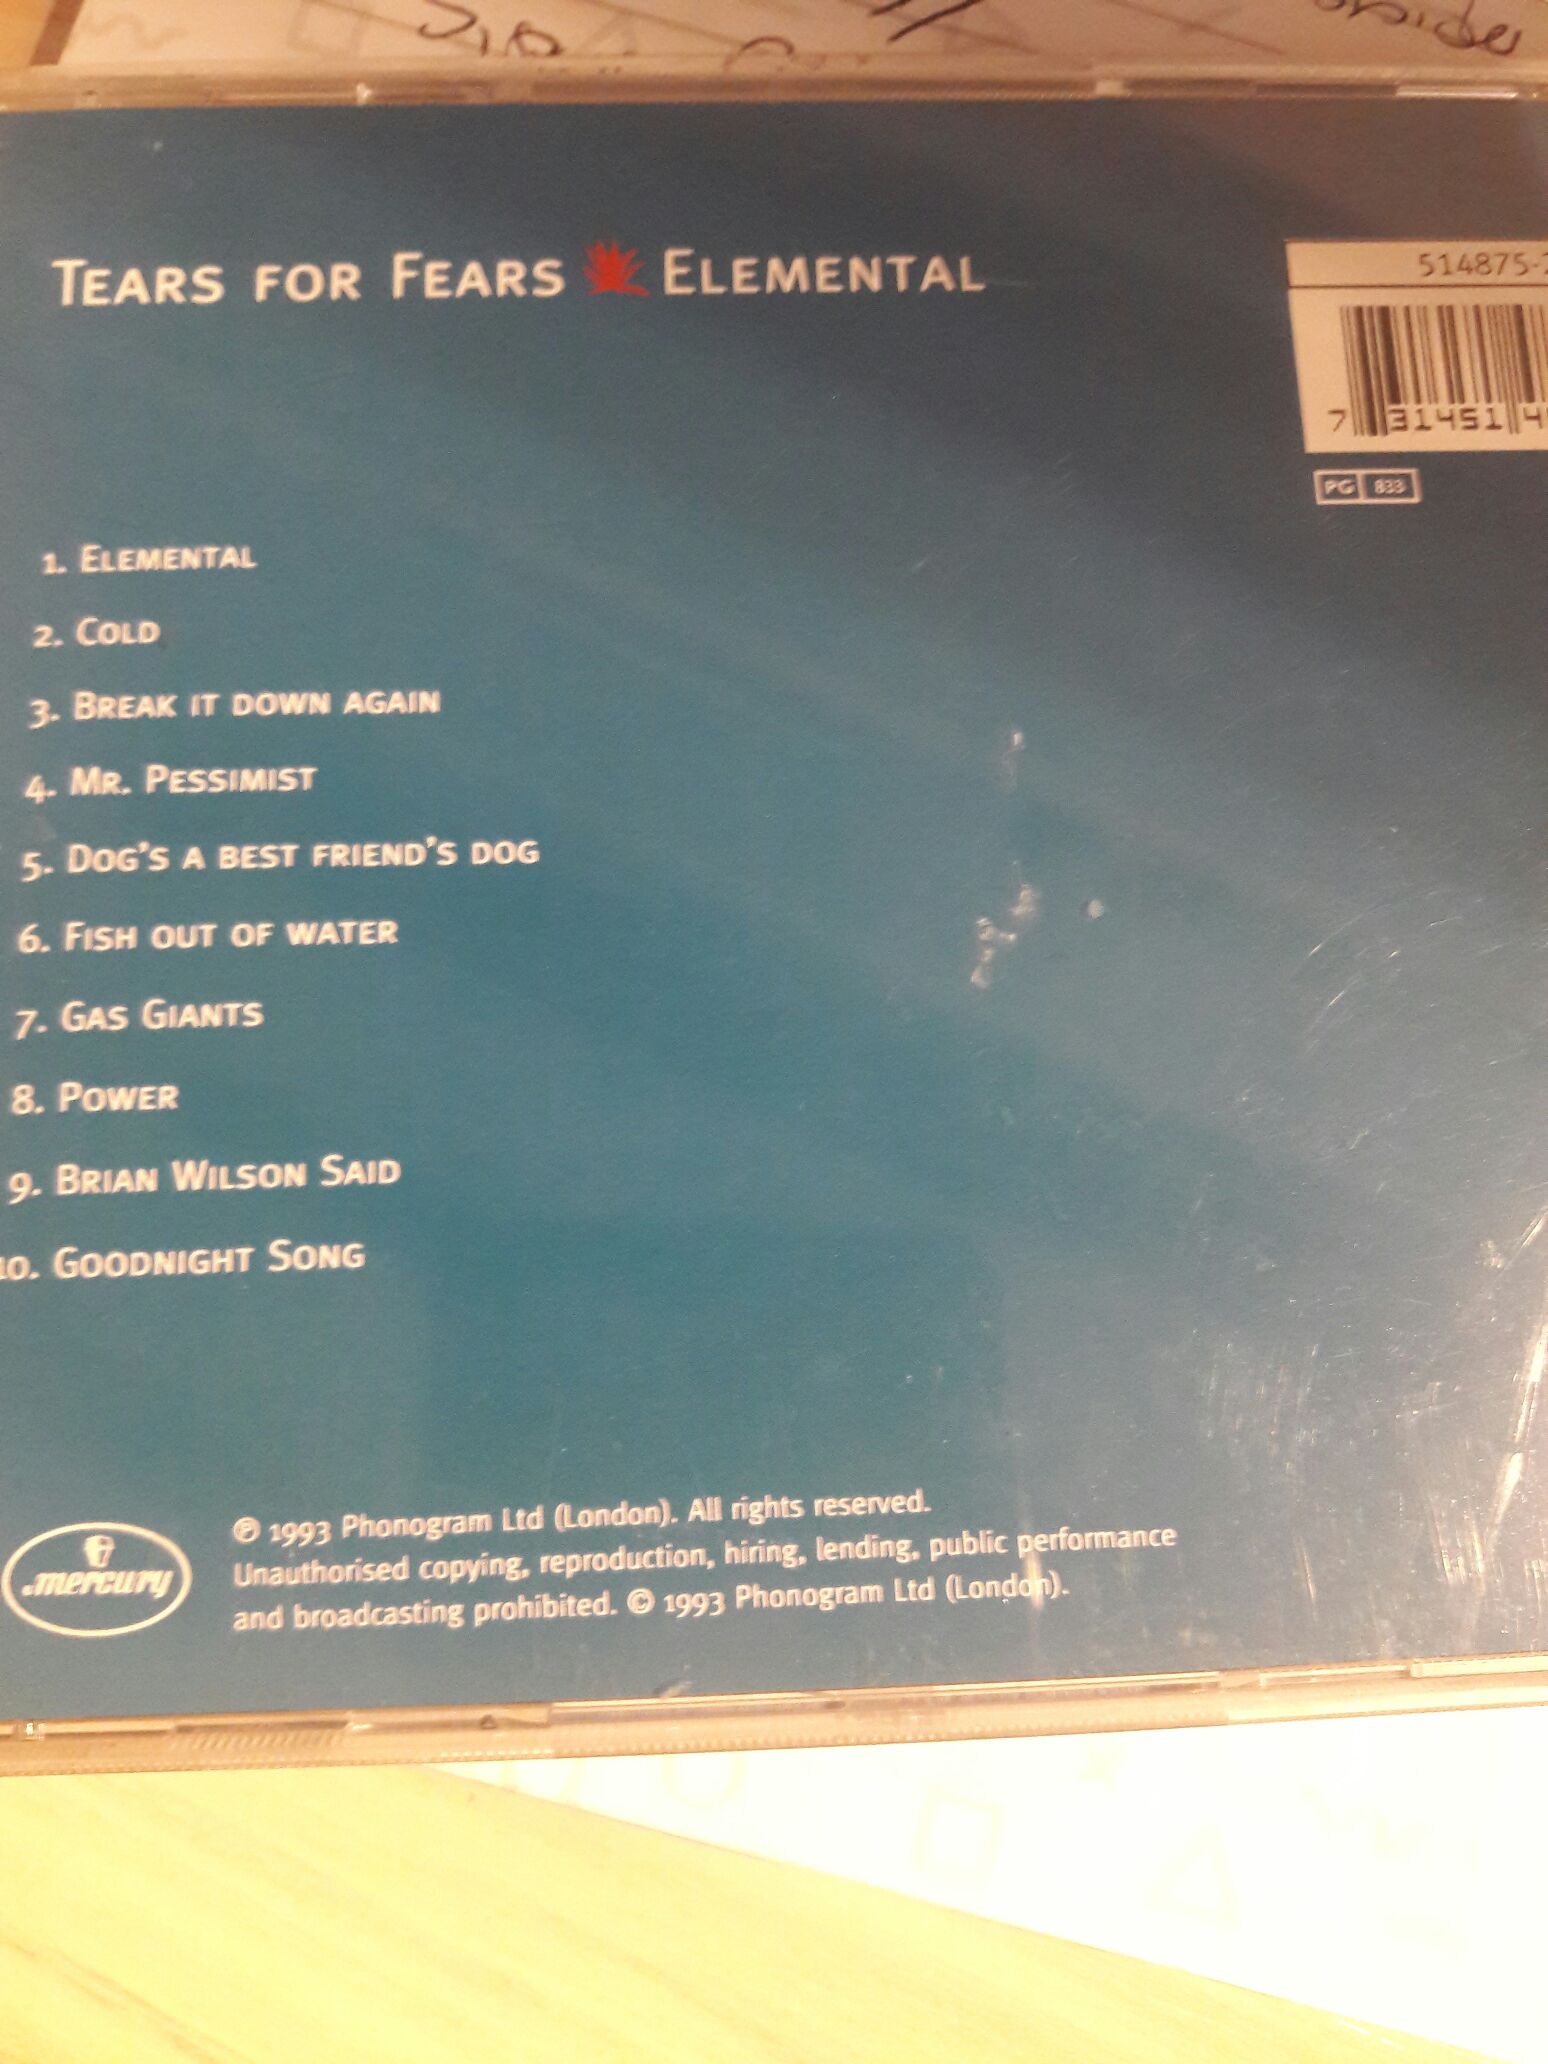 TEARS FOR FEARS ELEMENTAL
514875-
7 31451 4
PG 833
1. ELEMENTAL
2. COLD
3. BREAK IT DOWN AGAIN
4. MR. PESSIMIST
5. DOG'S A BEST FRIEND'S DOG
6. FISH OUT OF WATER
7. GAS GIANTS
8. POWER
9. BRIAN WILSON SAID
10. GOODNIGHT SONG
mercury
℗ 1993 Phonogram Ltd (London). All rights reserved.
Unauthorised copying, reproduction, hiring, lending, public performance
and broadcasting prohibited. © 1993 Phonogram Ltd (London).